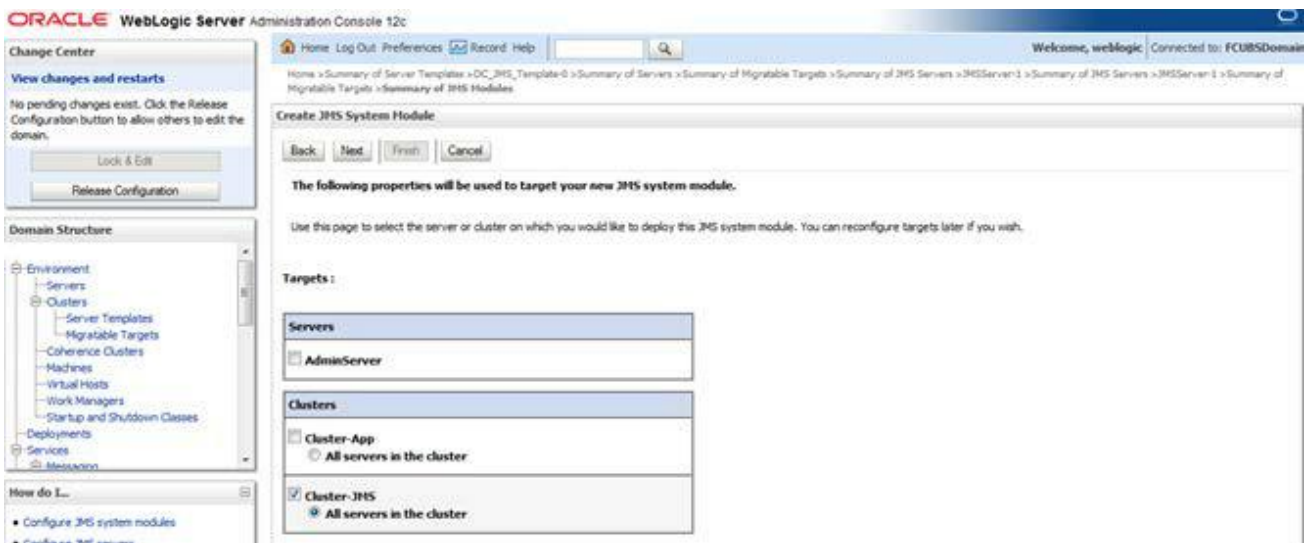 ORACLE WebLogic Server Administration Console 12c
Change Center
View changes and restarts
No pending changes exist. Click the Release
Configuration button to allow others to edit the
domain.
Lock & Edit
Release Configuration
Domain Structure
Environment
Servers
Clusters
Server Templates
Migratable Targets
Coherence Clusters
Machines
Virtual Hosts
Work Managers
Startup and Shutdown Classes
Deployments
Services
Messaging
How do I...
Configure JMS system modules
Configure JMS servers
Home Log Out Preferences Record Help
Welcome, weblogic Connected to: FCUBSDomain
Home >Summary of Server Templates >DC_JMS_Template-0 >Summary of Servers >Summary of Migratable Targets >Summary of JMS Servers >JMSServer-1 >Summary of JMS Servers >JMSServer-1 >Summary of
Migratable Targets >Summary of JMS Modules
Create JMS System Module
Back Next Finish Cancel
The following properties will be used to target your new JMS system module.
Use this page to select the server or cluster on which you would like to deploy this JMS system module. You can reconfigure targets later if you wish.
Targets :
Servers
AdminServer
Clusters
Cluster-App
All servers in the cluster
Cluster-JMS
All servers in the cluster